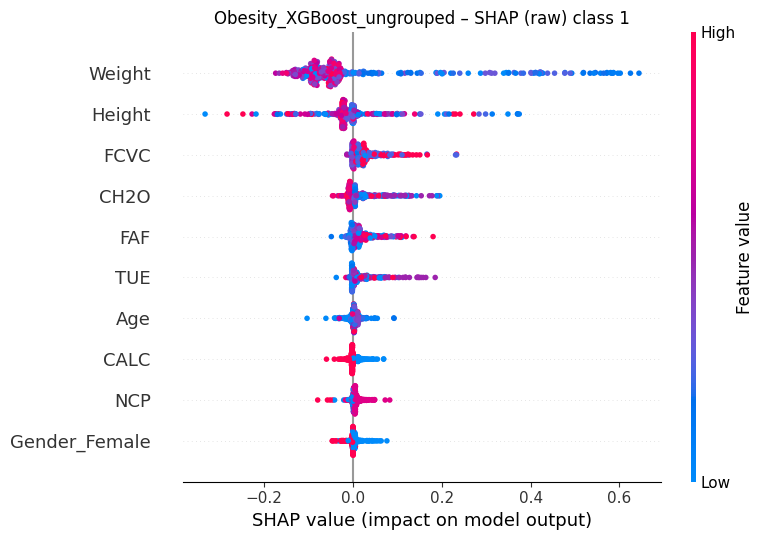 Obesity_XGBoost_ungrouped – SHAP (raw) class 1
High
Weight
Height
FCVC
CH2O
FAF
TUE
Age
CALC
NCP
Gender_Female
Feature value
Low
−0.2 0.0 0.2 0.4 0.6
SHAP value (impact on model output)